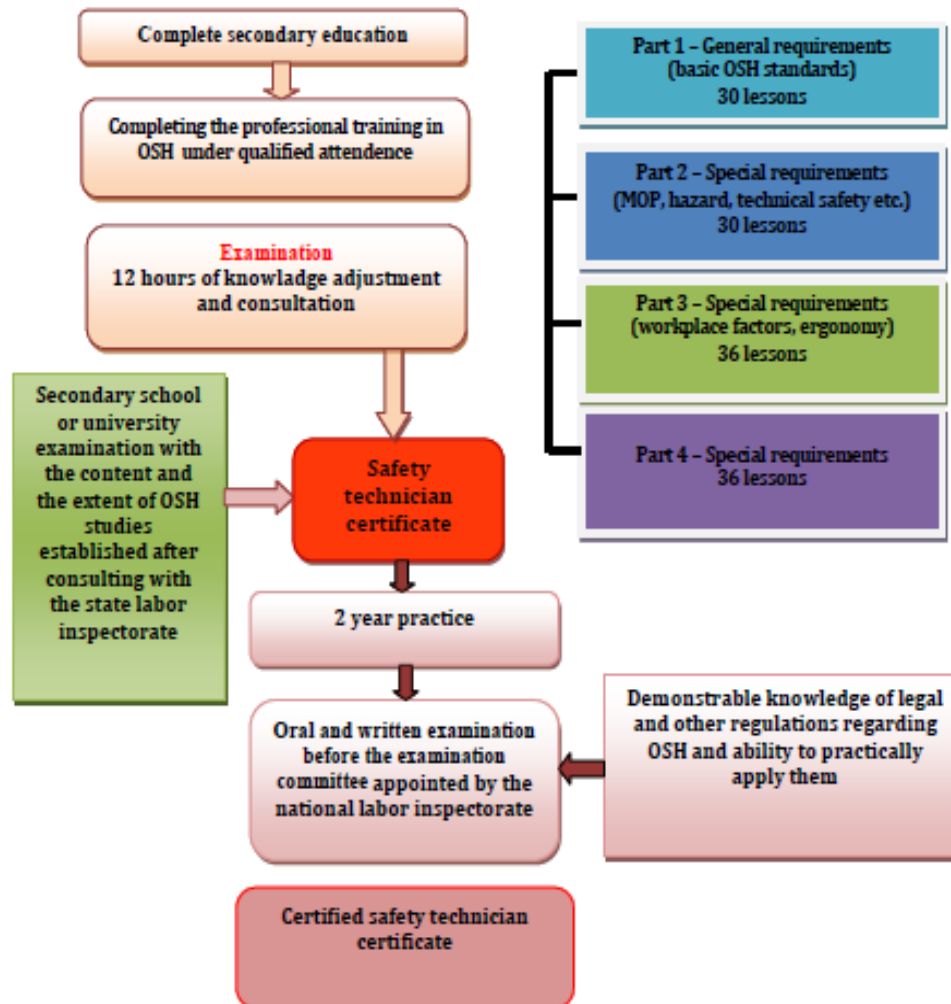 Complete secondary education
Completing the professional training in
OSH under qualified attendence
Examination
12 hours of knowladge adjustment
and consultation
Secondary school
or university
examination with
the content and
the extent of OSH
studies
established after
consulting with
the state labor
inspectorate
Safety
technician
certificate
2 year practice
Oral and written examination
before the examination
committee appointed by the
national labor inspectorate
Demonstrable knowledge of legal
and other regulations regarding
OSH and ability to practically
apply them
Certified safety technician
certificate
Part 1 – General requirements
(basic OSH standards)
30 lessons
Part 2 – Special requirements
(MOP, hazard, technical safety etc.)
30 lessons
Part 3 – Special requirements
(workplace factors, ergonomy)
36 lessons
Part 4 – Special requirements
36 lessons